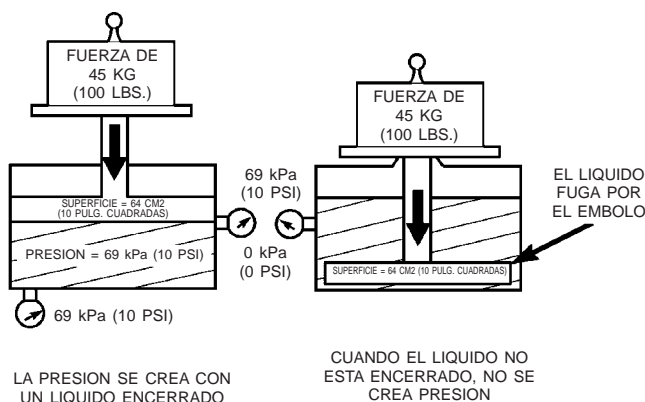 FUERZA DE
45 KG
(100 LBS.)
SUPERFICIE = 64 CM2
(10 PULG. CUADRADAS)
PRESION = 69 kPa (10 PSI)
69 kPa (10 PSI)
69 kPa
(10 PSI)
0 kPa
(0 PSI)
LA PRESION SE CREA CON
UN LIQUIDO ENCERRADO
FUERZA DE
45 KG
(100 LBS.)
SUPERFICIE = 64 CM2 (10 PULG. CUADRADAS)
EL LIQUIDO
FUGA POR
EL EMBOLO
CUANDO EL LIQUIDO NO
ESTA ENCERRADO, NO SE
CREA PRESION